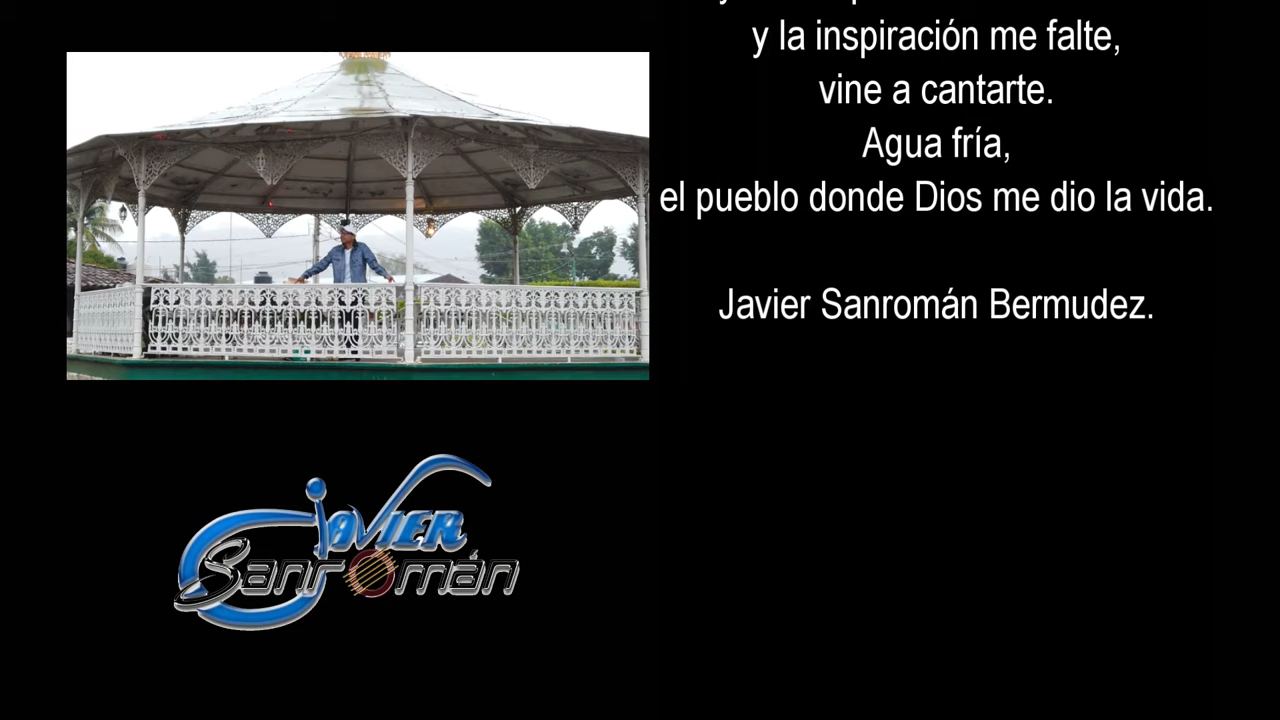 y la inspiración me falte,
vine a cantarte.
Agua fría,
el pueblo donde Dios me dio la vida.
Javier Sanromán Bermudez.
JAVIER
Sanromán